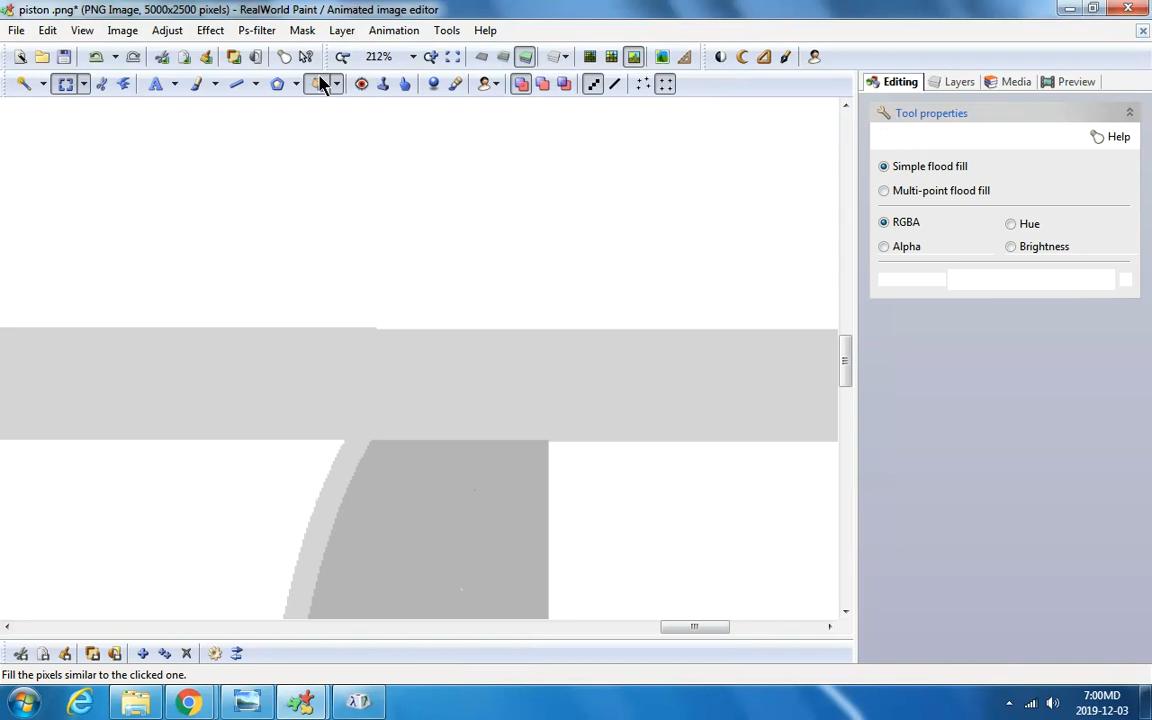 piston .png* (PNG Image, 5000x2500 pixels) - RealWorld Paint / Animated image editor
File Edit View Image Adjust Effect Ps-filter Mask Layer Animation Tools Help
212%
Editing Layers Media Preview
Tool properties
Help
Simple flood fill
Multi-point flood fill
RGBA Hue
Alpha Brightness
Fill the pixels similar to the clicked one.
7:00MD
2019-12-03